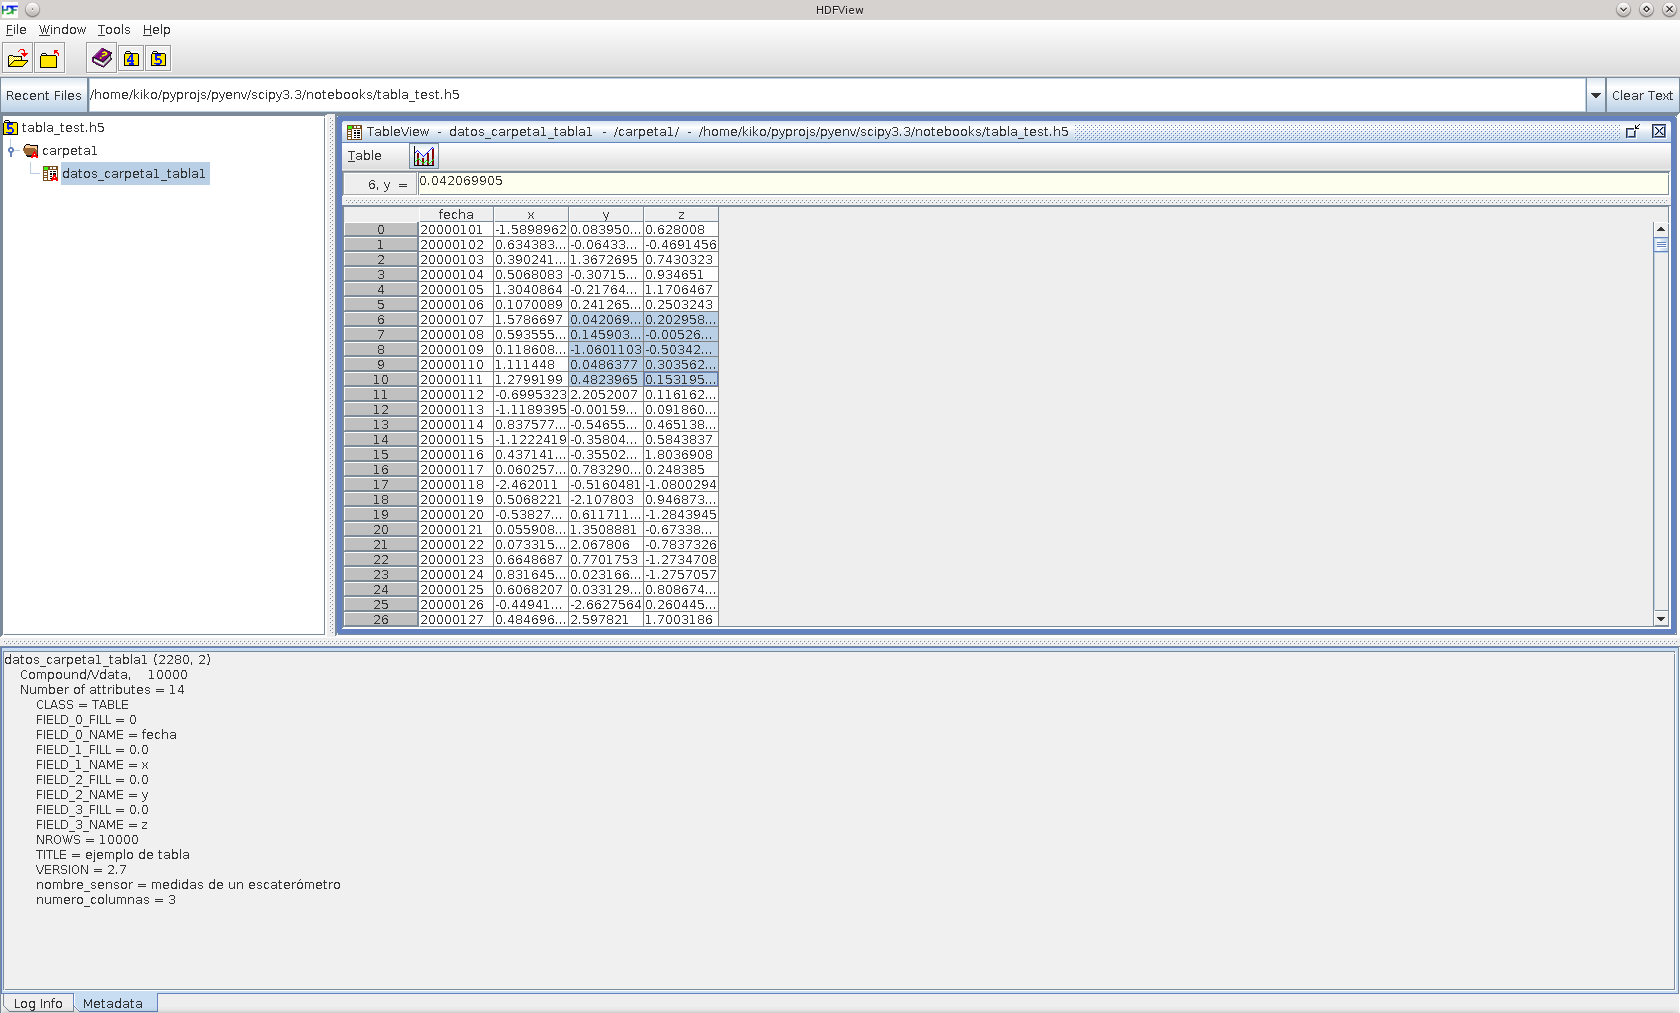 HDFView
File Window Tools Help
4 5
Recent Files /home/kiko/pyprojs/pyenv/scipy3.3/notebooks/tabla_test.h5 Clear Text
tabla_test.h5
carpeta1
datos_carpeta1_tabla1
TableView - datos_carpeta1_tabla1 - /carpeta1/ - /home/kiko/pyprojs/pyenv/scipy3.3/notebooks/tabla_test.h5
Table
6, y = 0.042069905
fecha x y z
0 20000101 -1.5898962 0.083950... 0.628008
1 20000102 0.634383... -0.06433... -0.4691456
2 20000103 0.390241... 1.3672695 0.7430323
3 20000104 0.5068083 -0.30715... 0.934651
4 20000105 1.3040864 -0.21764... 1.1706467
5 20000106 0.1070089 0.241265... 0.2503243
6 20000107 1.5786697 0.042069... 0.202958...
7 20000108 0.593555... 0.145903... -0.00526...
8 20000109 0.118608... -1.0601103 -0.50342...
9 20000110 1.111448 0.0486377 0.303562...
10 20000111 1.2799199 0.4823965 0.153195...
11 20000112 -0.6995323 2.2052007 0.116162...
12 20000113 -1.1189395 -0.00159... 0.091860...
13 20000114 0.837577... -0.54655... 0.465138...
14 20000115 -1.1222419 -0.35804... 0.5843837
15 20000116 0.437141... -0.35502... 1.8036908
16 20000117 0.060257... 0.783290... 0.248385
17 20000118 -2.462011 -0.5160481 -1.0800294
18 20000119 0.5068221 -2.107803 0.946873...
19 20000120 -0.53827... 0.611711... -1.2843945
20 20000121 0.055908... 1.3508881 -0.67338...
21 20000122 0.073315... 2.067806 -0.7837326
22 20000123 0.6648687 0.7701753 -1.2734708
23 20000124 0.831645... 0.023166... -1.2757057
24 20000125 0.6068207 0.033129... 0.808674...
25 20000126 -0.44941... -2.6627564 0.260445...
26 20000127 0.484696... 2.597821 1.7003186
datos_carpeta1_tabla1 (2280, 2)
Compound/Vdata, 10000
Number of attributes = 14
CLASS = TABLE
FIELD_0_FILL = 0
FIELD_0_NAME = fecha
FIELD_1_FILL = 0.0
FIELD_1_NAME = x
FIELD_2_FILL = 0.0
FIELD_2_NAME = y
FIELD_3_FILL = 0.0
FIELD_3_NAME = z
NROWS = 10000
TITLE = ejemplo de tabla
VERSION = 2.7
nombre_sensor = medidas de un escaterómetro
numero_columnas = 3
Log Info Metadata